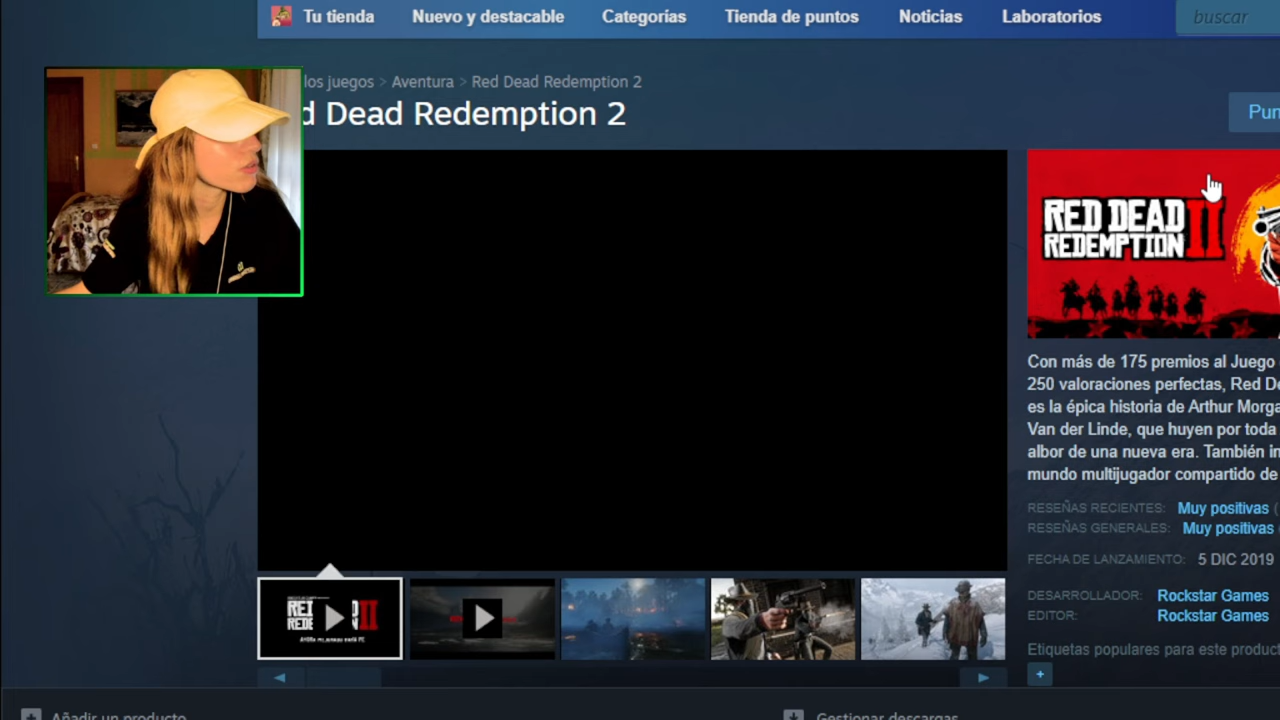 Tu tienda
Nuevo y destacable
Categorías
Tienda de puntos
Noticias
Laboratorios
buscar
los juegos > Aventura > Red Dead Redemption 2
d Dead Redemption 2
RED DEAD
REDEMPTION II
Con más de 175 premios al Juego
250 valoraciones perfectas, Red De
es la épica historia de Arthur Morga
Van der Linde, que huyen por toda
albor de una nueva era. También in
mundo multijugador compartido de
RESEÑAS RECIENTES: Muy positivas (
RESEÑAS GENERALES: Muy positivas
FECHA DE LANZAMIENTO: 5 DIC 2019
DESARROLLADOR: Rockstar Games
EDITOR: Rockstar Games
Etiquetas populares para este product
+
Añadir un producto
Gestionar descargas